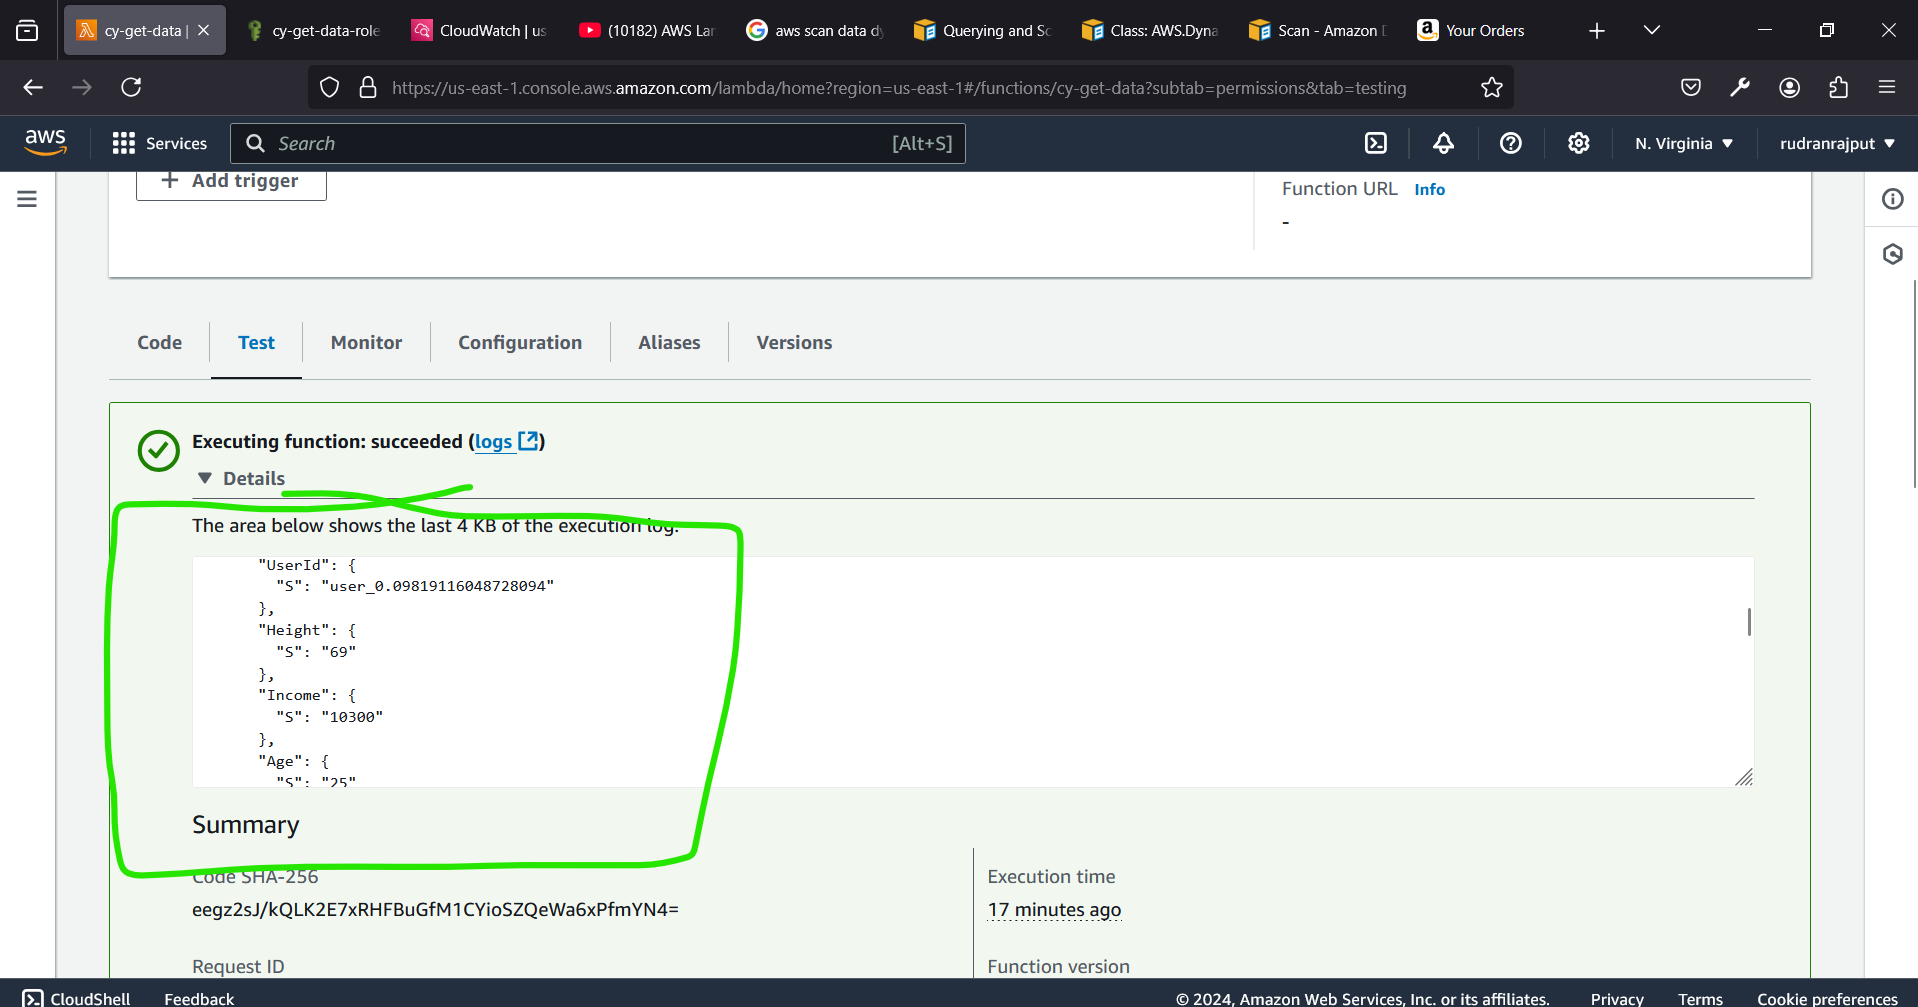 cy-get-data |
cy-get-data-role
CloudWatch | us
(10182) AWS Lar
aws scan data dy
Querying and Sc
Class: AWS.Dyna
Scan - Amazon D
Your Orders
https://us-east-1.console.aws.amazon.com/lambda/home?region=us-east-1#/functions/cy-get-data?subtab=permissions&tab=testing
aws
Services
Search
[Alt+S]
N. Virginia
rudranrajput
+ Add trigger
Function URL Info
-
Code
Test
Monitor
Configuration
Aliases
Versions
Executing function: succeeded (logs)
Details
The area below shows the last 4 KB of the execution log.
"UserId": {
"S": "user_0.09819116048728094"
},
"Height": {
"S": "69"
},
"Income": {
"S": "10300"
},
"Age": {
"S": "25"
Summary
Code SHA-256
eegz2sJ/kQLK2E7xRHFBuGfM1CYioSZQeWa6xPfmYN4=
Execution time
17 minutes ago
Request ID
Function version
CloudShell
Feedback
© 2024, Amazon Web Services, Inc. or its affiliates.
Privacy
Terms
Cookie preferences